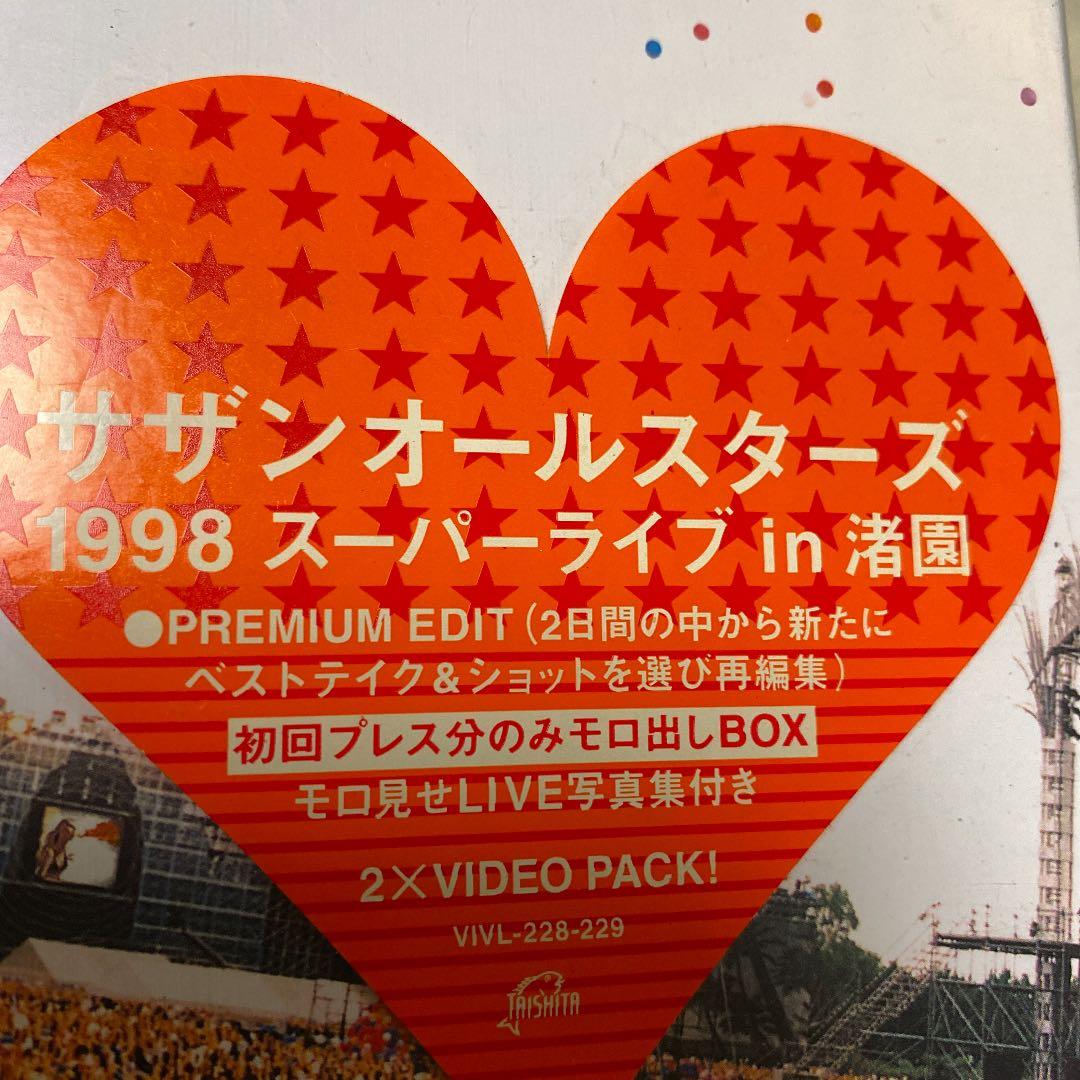 サザンオールスターズ
1998 スーパーライブ in 渚園
●PREMIUM EDIT(2日間の中から新たに
ベストテイク&ショットを選び再編集)
初回プレス分のみモロ出しBOX
モロ見せLIVE写真集付き
2×VIDEO PACK!
VIVL-228-229
TAISHITA